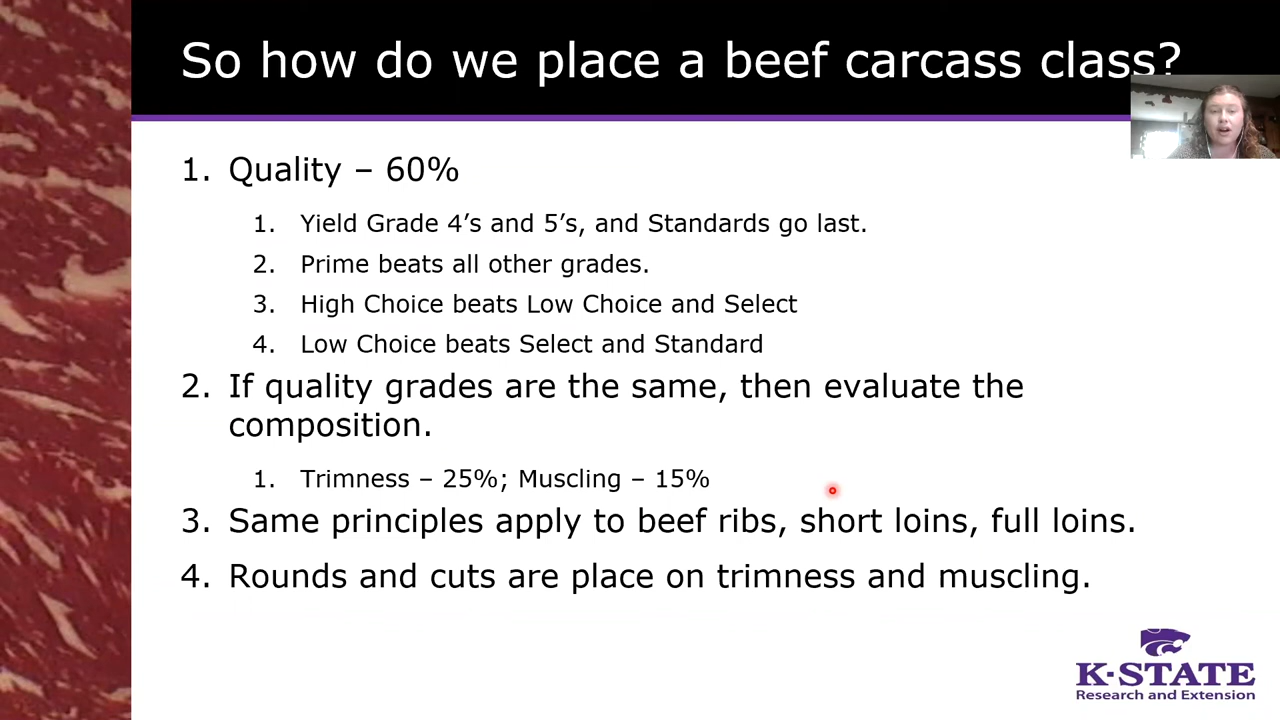 So how do we place a beef carcass class?
1. Quality – 60%
1. Yield Grade 4’s and 5’s, and Standards go last.
2. Prime beats all other grades.
3. High Choice beats Low Choice and Select
4. Low Choice beats Select and Standard
2. If quality grades are the same, then evaluate the
composition.
1. Trimness – 25%; Muscling – 15%
3. Same principles apply to beef ribs, short loins, full loins.
4. Rounds and cuts are place on trimness and muscling.
K-STATE
Research and Extension